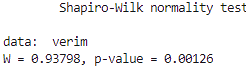 Shapiro-Wilk normality test
data:  verim
W = 0.93798, p-value = 0.00126